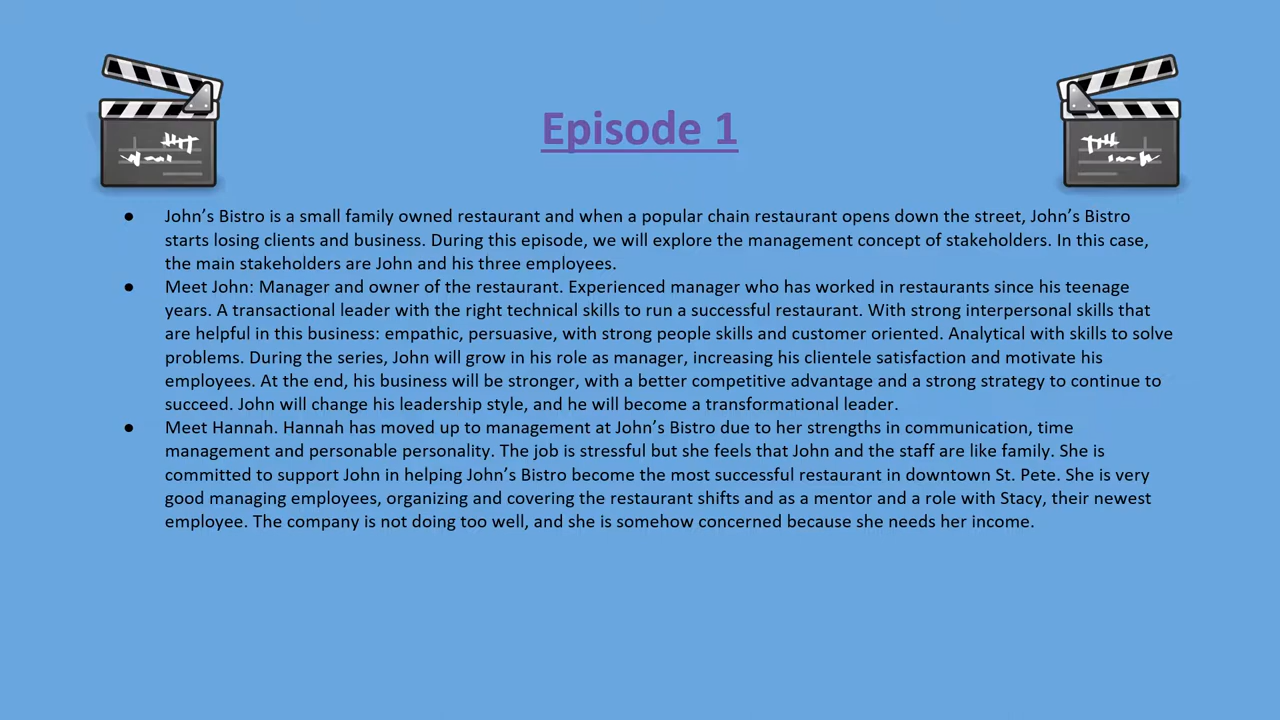 Episode 1
● John’s Bistro is a small family owned restaurant and when a popular chain restaurant opens down the street, John’s Bistro
starts losing clients and business. During this episode, we will explore the management concept of stakeholders. In this case,
the main stakeholders are John and his three employees.
● Meet John: Manager and owner of the restaurant. Experienced manager who has worked in restaurants since his teenage
years. A transactional leader with the right technical skills to run a successful restaurant. With strong interpersonal skills that
are helpful in this business: empathic, persuasive, with strong people skills and customer oriented. Analytical with skills to solve
problems. During the series, John will grow in his role as manager, increasing his clientele satisfaction and motivate his
employees. At the end, his business will be stronger, with a better competitive advantage and a strong strategy to continue to
succeed. John will change his leadership style, and he will become a transformational leader.
● Meet Hannah. Hannah has moved up to management at John’s Bistro due to her strengths in communication, time
management and personable personality. The job is stressful but she feels that John and the staff are like family. She is
committed to support John in helping John’s Bistro become the most successful restaurant in downtown St. Pete. She is very
good managing employees, organizing and covering the restaurant shifts and as a mentor and a role with Stacy, their newest
employee. The company is not doing too well, and she is somehow concerned because she needs her income.